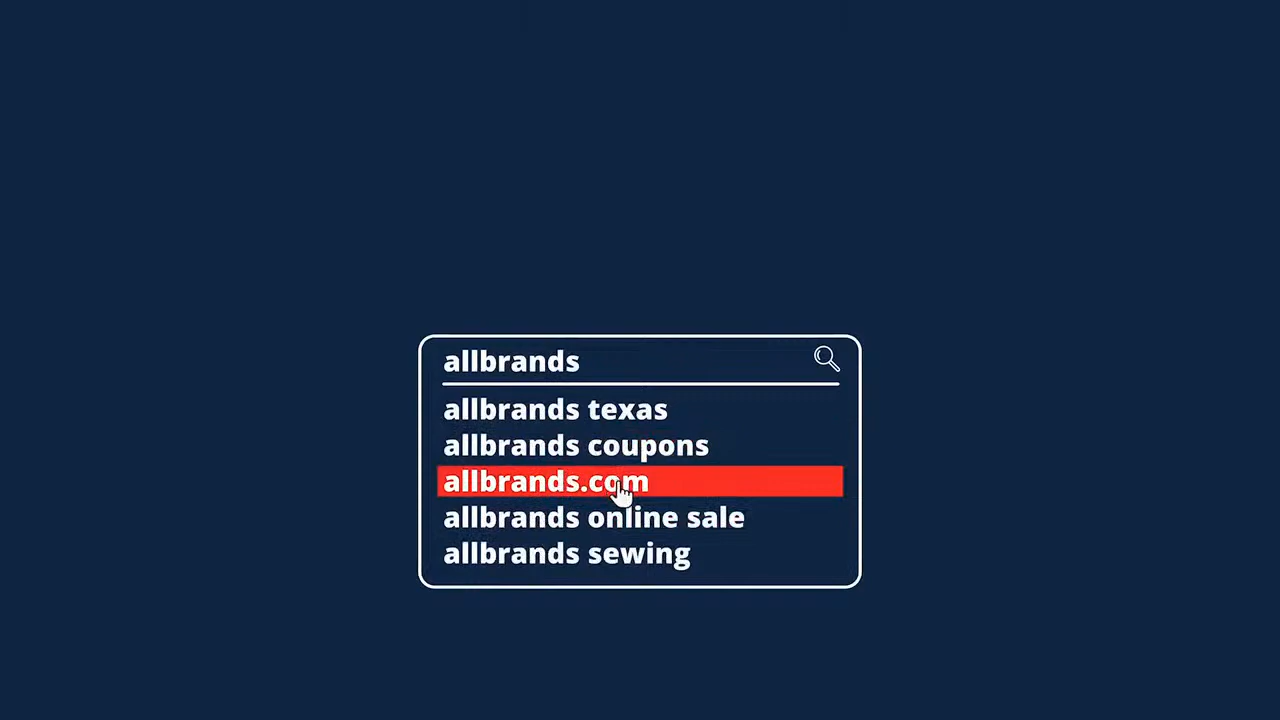 allbrands
allbrands texas
allbrands coupons
allbrands.com
allbrands online sale
allbrands sewing